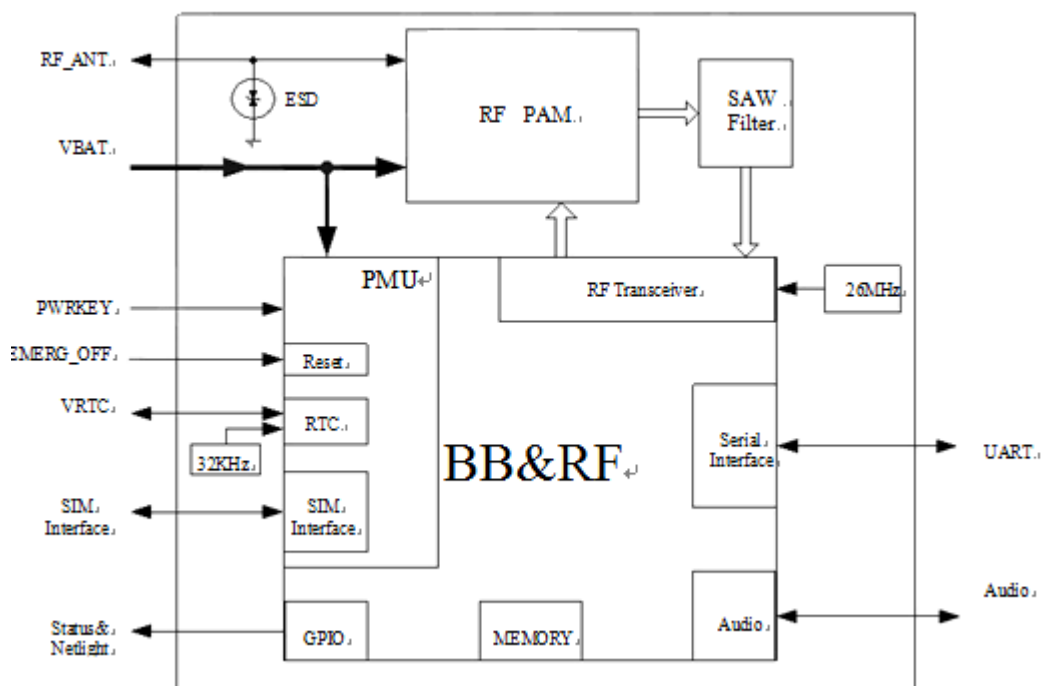 RF_ANT.
ESD
RF PAM.
SAW.
Filter.
VBAT.
PMU
RF Transceiver
26MHz
PWRKEY
EMERG_OFF
Reset
VRTC
RTC
32KHz
BB&RF
Serial
Interface
UART.
SIM
Interface
SIM
Interface
Status&
Netlight
GPIO
MEMORY
Audio
Audio